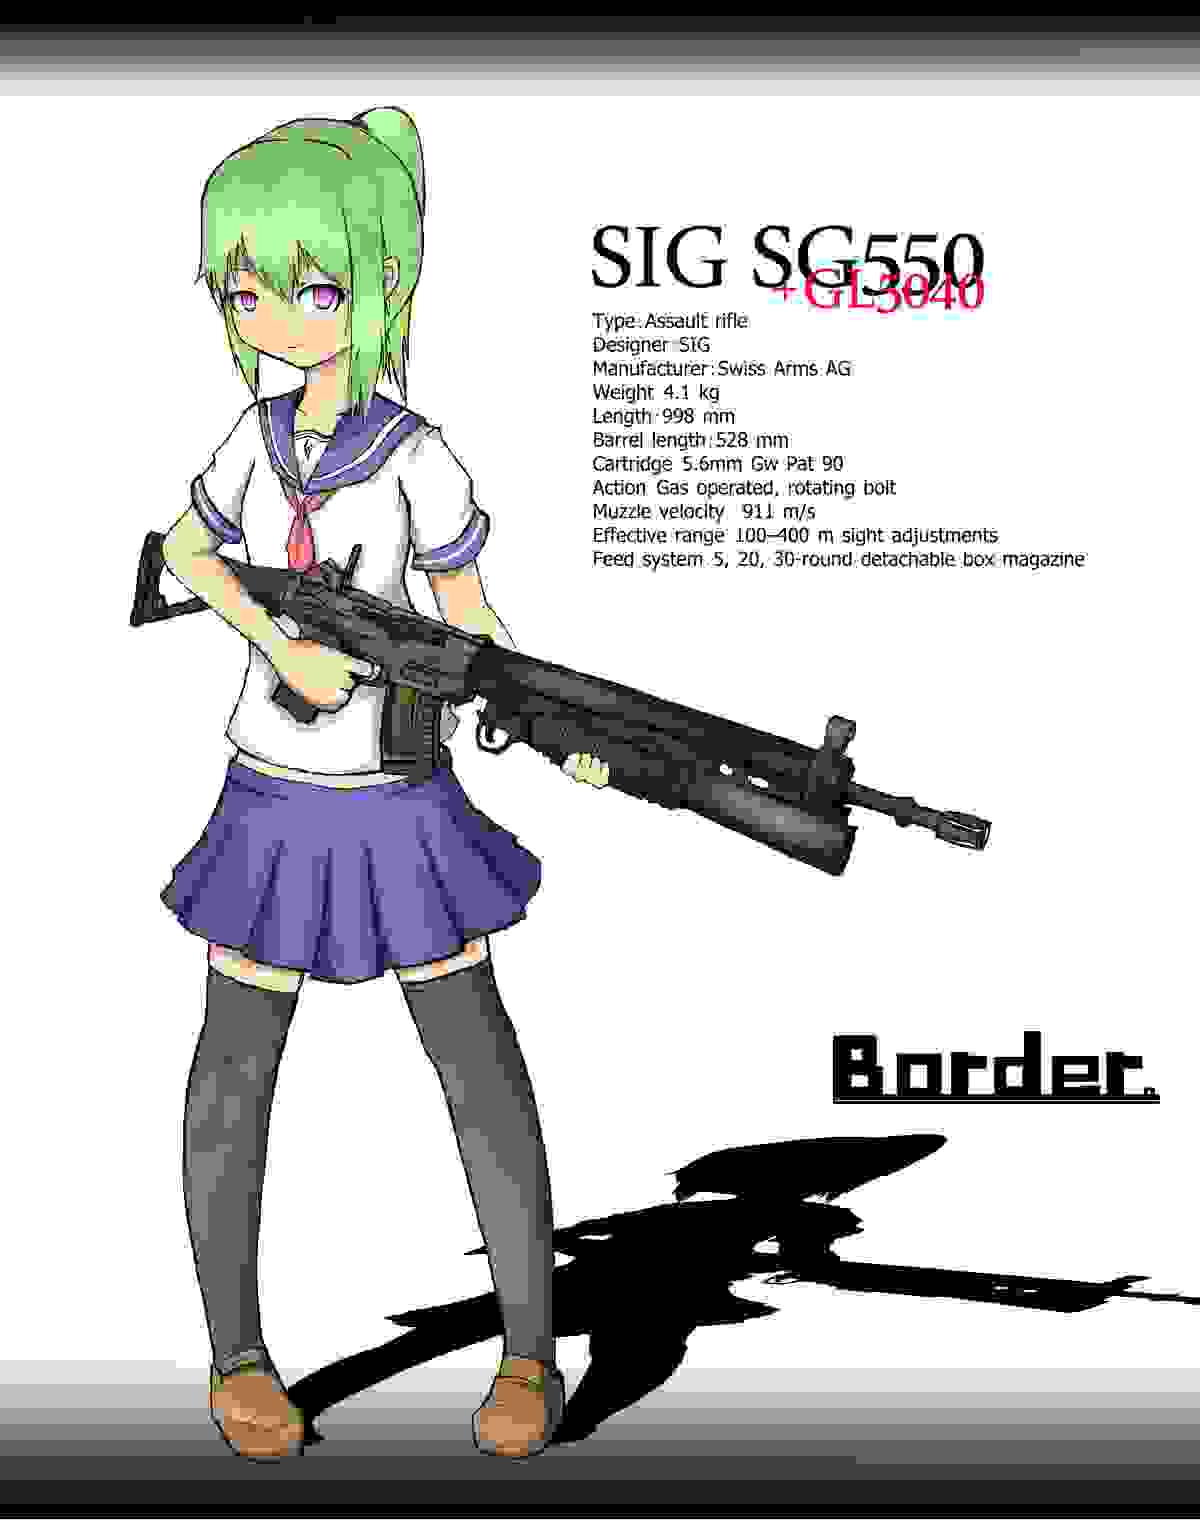 SIG SG550
+GL5040
Type:Assault rifle
Designer:SIG
Manufacturer:Swiss Arms AG
Weight 4.1 kg
Length 998 mm
Barrel length:528 mm
Cartridge 5.6mm Gw Pat 90
Action Gas operated, rotating bolt
Muzzle velocity 911 m/s
Effective range 100–400 m sight adjustments
Feed system 5, 20, 30-round detachable box magazine
Border。